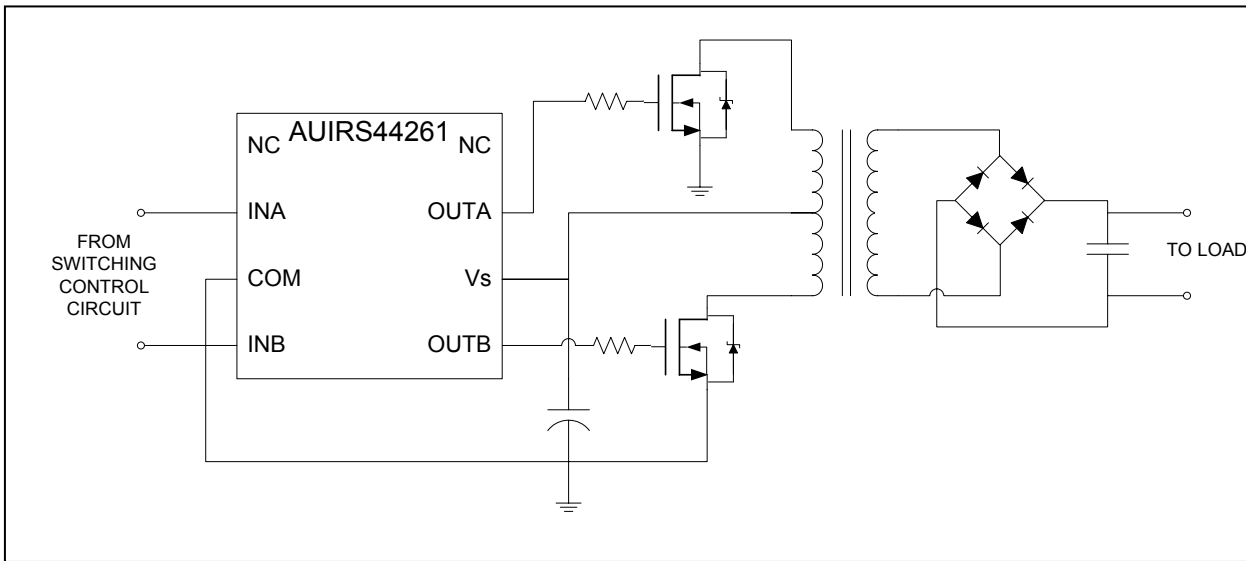 AUIRS44261
NC
NC
INA
OUTA
FROM
SWITCHING
CONTROL
CIRCUIT
COM
Vs
TO LOAD
INB
OUTB